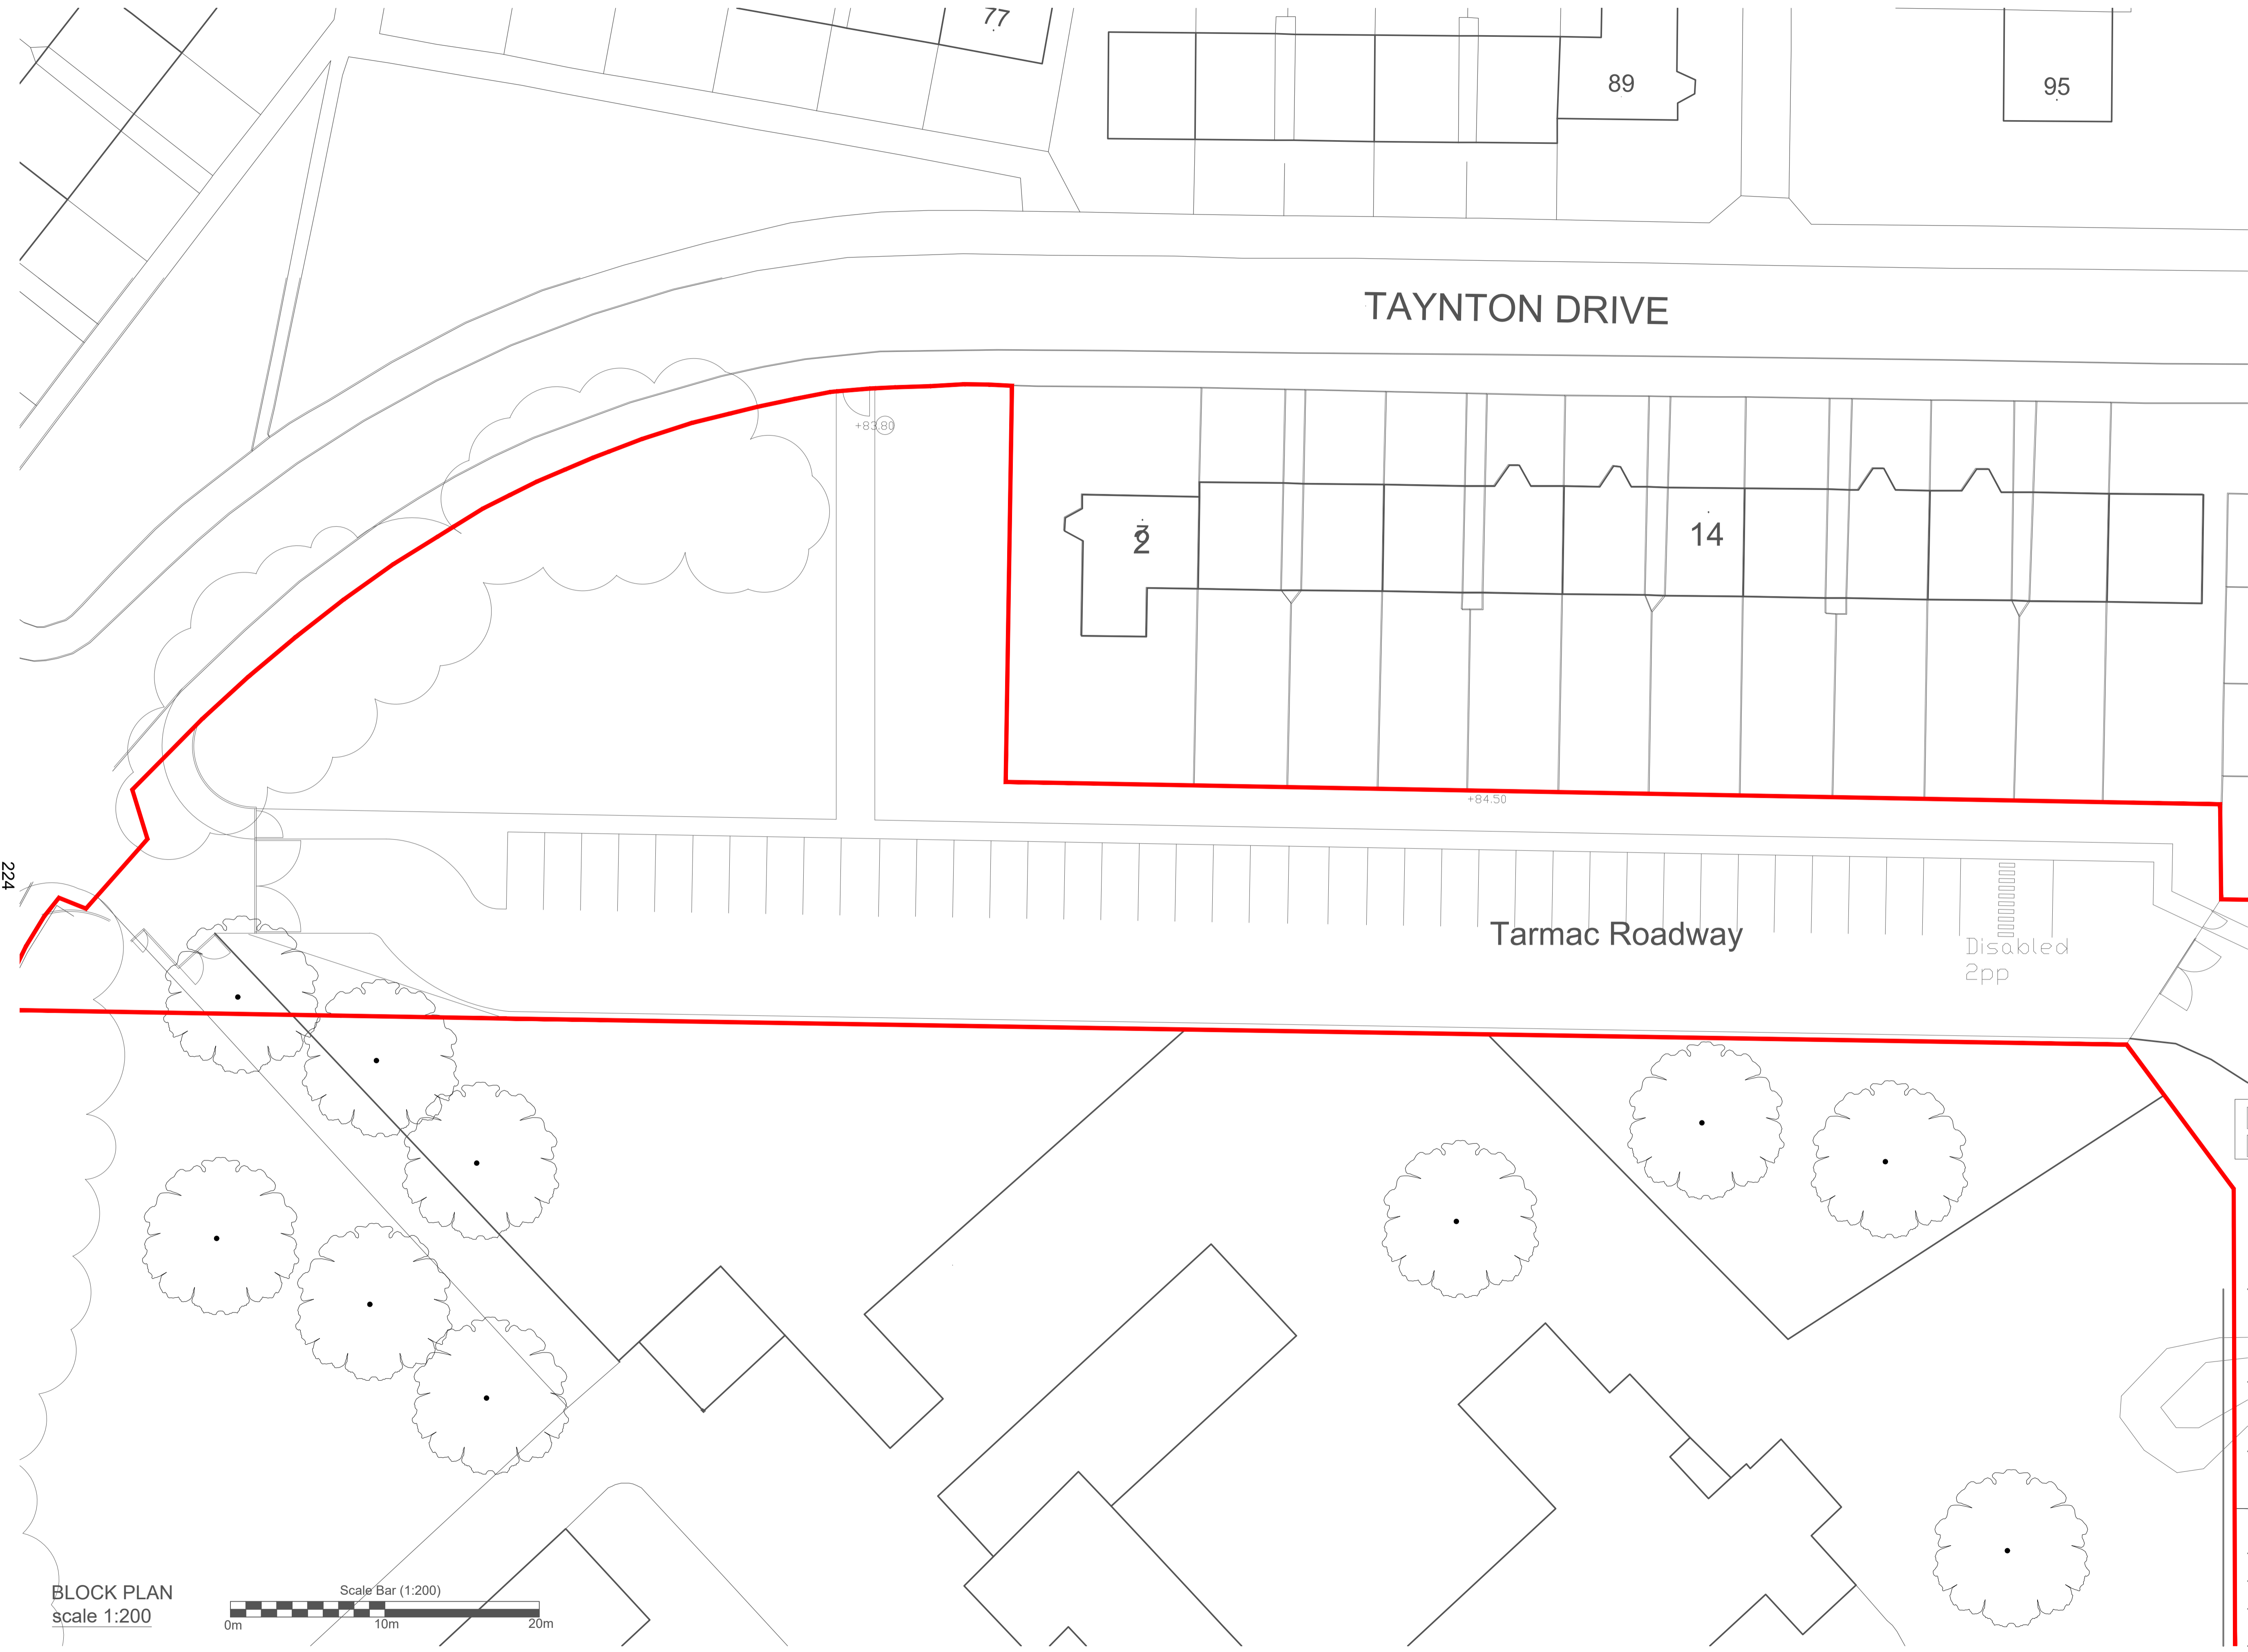 77
89
95
TAYNTON DRIVE
+83.80
2
14
+84.50
224
Tarmac Roadway
Disabled
2pp
BLOCK PLAN
scale 1:200
Scale Bar (1:200)
0m
10m
20m